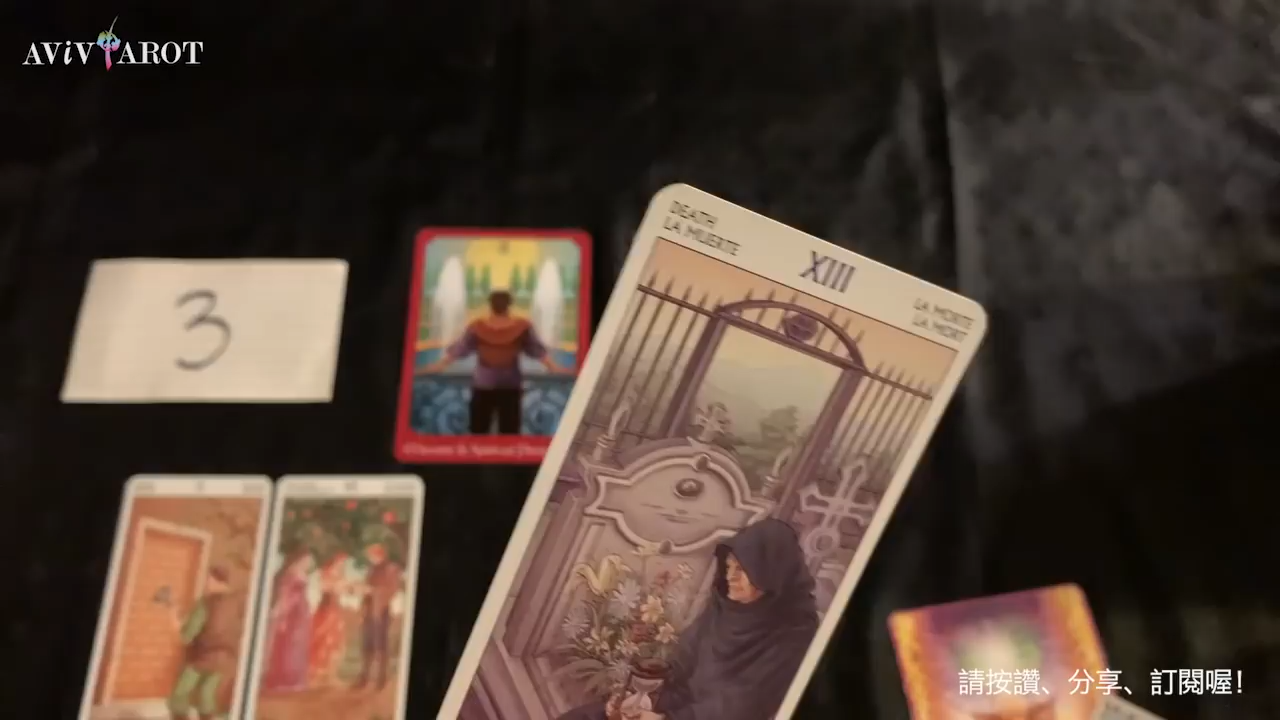 AViVTAROT
3
DEATH
LA MUERTE
XIII
LA MORTE
LA MORT
請按讚、分享、訂閱喔!